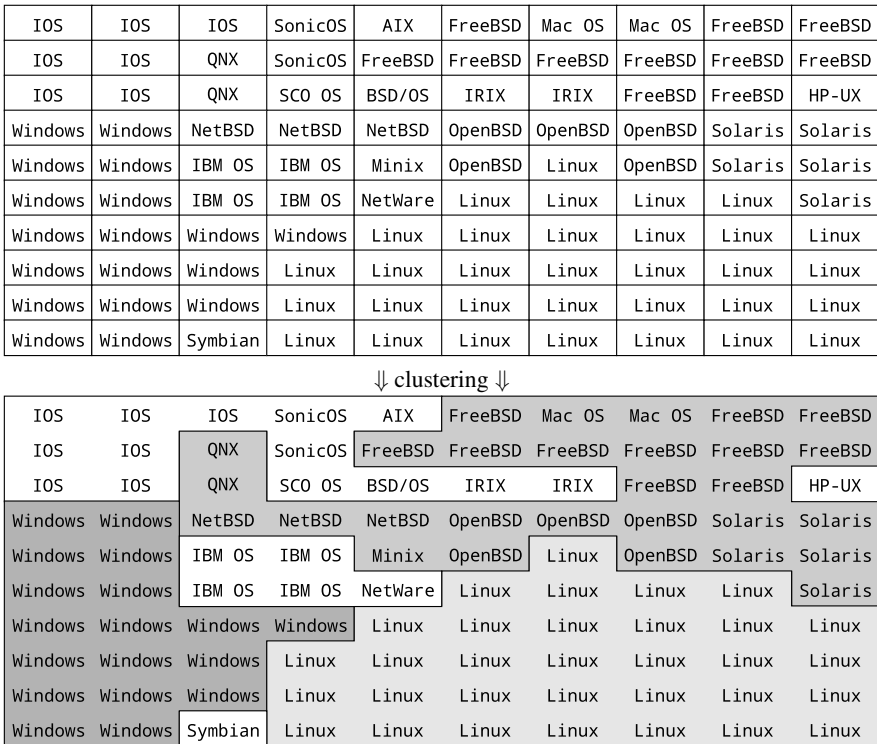 IOS IOS IOS SonicOS AIX FreeBSD Mac OS Mac OS FreeBSD FreeBSD
IOS IOS QNX SonicOS FreeBSD FreeBSD FreeBSD FreeBSD FreeBSD FreeBSD
IOS IOS QNX SCO OS BSD/OS IRIX IRIX FreeBSD FreeBSD HP-UX
Windows Windows NetBSD NetBSD NetBSD OpenBSD OpenBSD OpenBSD Solaris Solaris
Windows Windows IBM OS IBM OS Minix OpenBSD Linux OpenBSD Solaris Solaris
Windows Windows IBM OS IBM OS NetWare Linux Linux Linux Linux Solaris
Windows Windows Windows Windows Linux Linux Linux Linux Linux Linux
Windows Windows Windows Linux Linux Linux Linux Linux Linux Linux
Windows Windows Windows Linux Linux Linux Linux Linux Linux Linux
Windows Windows Symbian Linux Linux Linux Linux Linux Linux Linux
⇓ clustering ⇓
IOS IOS IOS SonicOS AIX FreeBSD Mac OS Mac OS FreeBSD FreeBSD
IOS IOS QNX SonicOS FreeBSD FreeBSD FreeBSD FreeBSD FreeBSD FreeBSD
IOS IOS QNX SCO OS BSD/OS IRIX IRIX FreeBSD FreeBSD HP-UX
Windows Windows NetBSD NetBSD NetBSD OpenBSD OpenBSD OpenBSD Solaris Solaris
Windows Windows IBM OS IBM OS Minix OpenBSD Linux OpenBSD Solaris Solaris
Windows Windows IBM OS IBM OS NetWare Linux Linux Linux Linux Solaris
Windows Windows Windows Windows Linux Linux Linux Linux Linux Linux
Windows Windows Windows Linux Linux Linux Linux Linux Linux Linux
Windows Windows Windows Linux Linux Linux Linux Linux Linux Linux
Windows Windows Symbian Linux Linux Linux Linux Linux Linux Linux